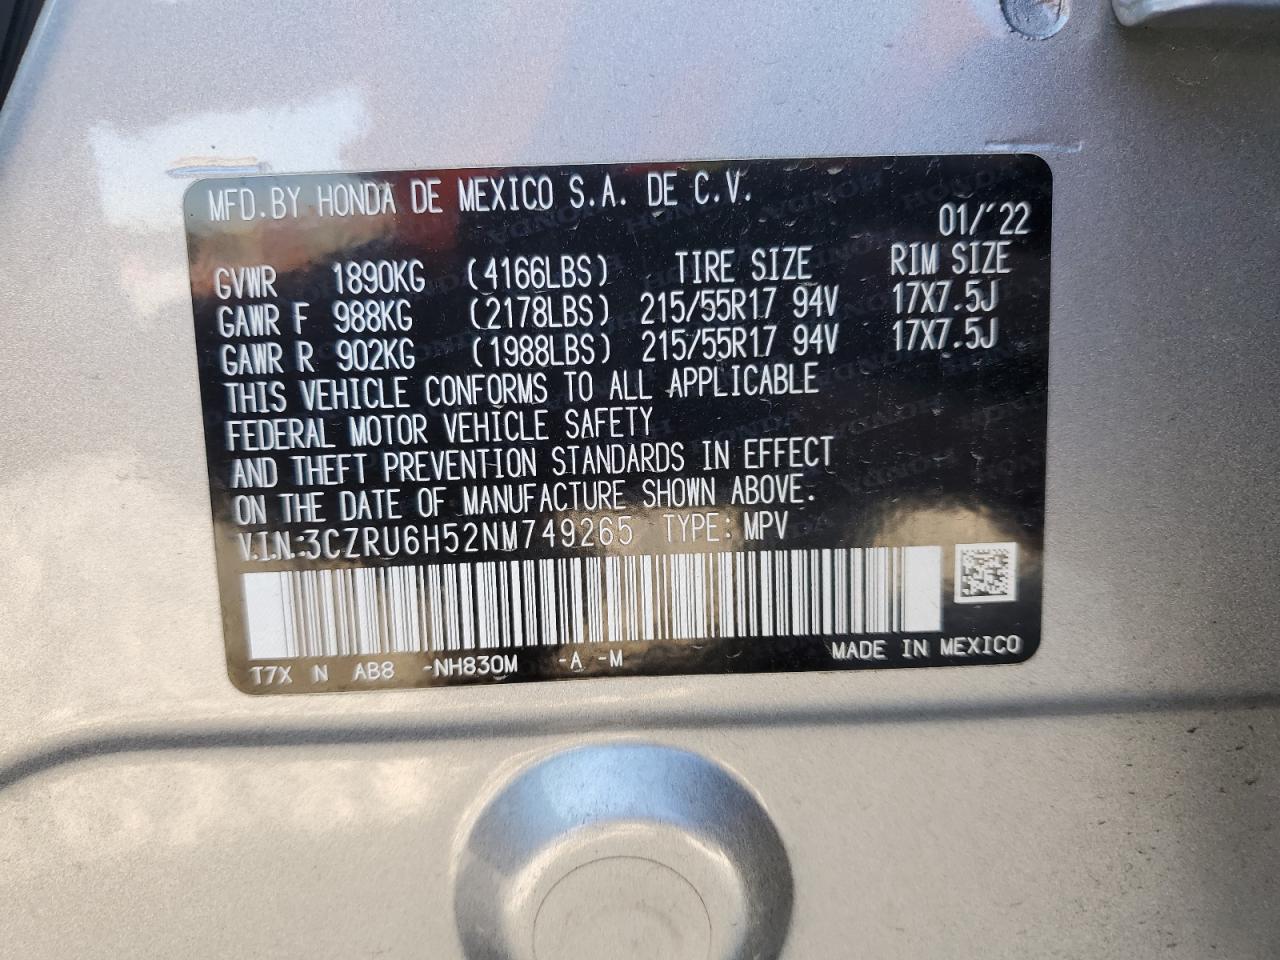 MFD.BY HONDA DE MEXICO S.A. DE C.V.
01/'22
GVWR 1890KG (4166LBS) TIRE SIZE RIM SIZE
GAWR F 988KG (2178LBS) 215/55R17 94V 17X7.5J
GAWR R 902KG (1988LBS) 215/55R17 94V 17X7.5J
THIS VEHICLE CONFORMS TO ALL APPLICABLE
FEDERAL MOTOR VEHICLE SAFETY
AND THEFT PREVENTION STANDARDS IN EFFECT
ON THE DATE OF MANUFACTURE SHOWN ABOVE.
V.I.N.:3CZRU6H52NM749265 TYPE: MPV
T7X N AB8 -NH830M -A -M MADE IN MEXICO